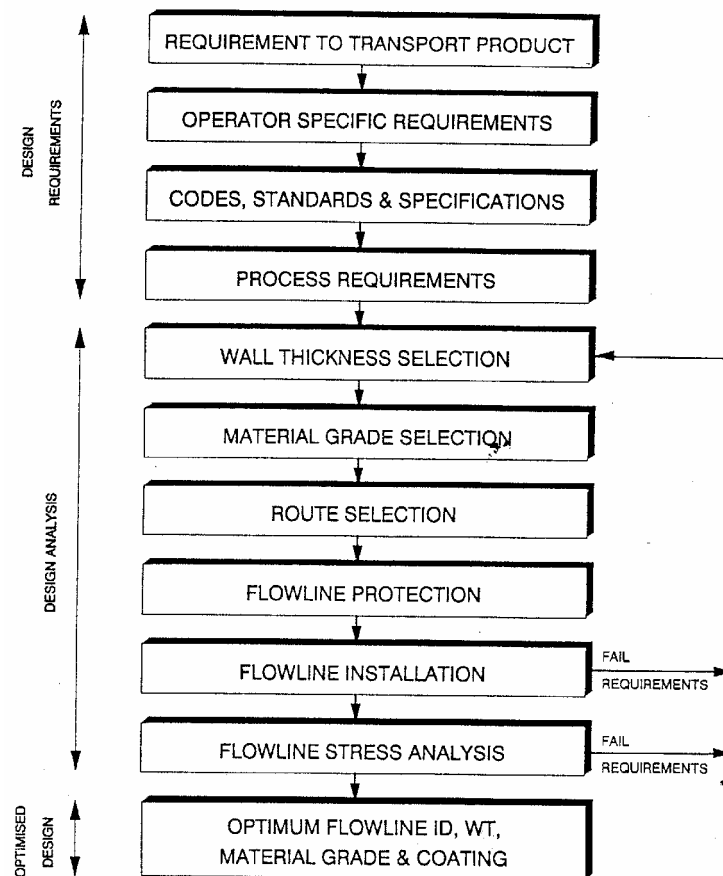 REQUIREMENT TO TRANSPORT PRODUCT
OPERATOR SPECIFIC REQUIREMENTS
DESIGN
REQUIREMENTS
CODES, STANDARDS & SPECIFICATIONS
PROCESS REQUIREMENTS
WALL THICKNESS SELECTION
MATERIAL GRADE SELECTION
ROUTE SELECTION
DESIGN ANALYSIS
FLOWLINE PROTECTION
FLOWLINE INSTALLATION
FAIL
REQUIREMENTS
FLOWLINE STRESS ANALYSIS
FAIL
REQUIREMENTS
OPTIMISED
DESIGN
OPTIMUM FLOWLINE ID, WT,
MATERIAL GRADE & COATING